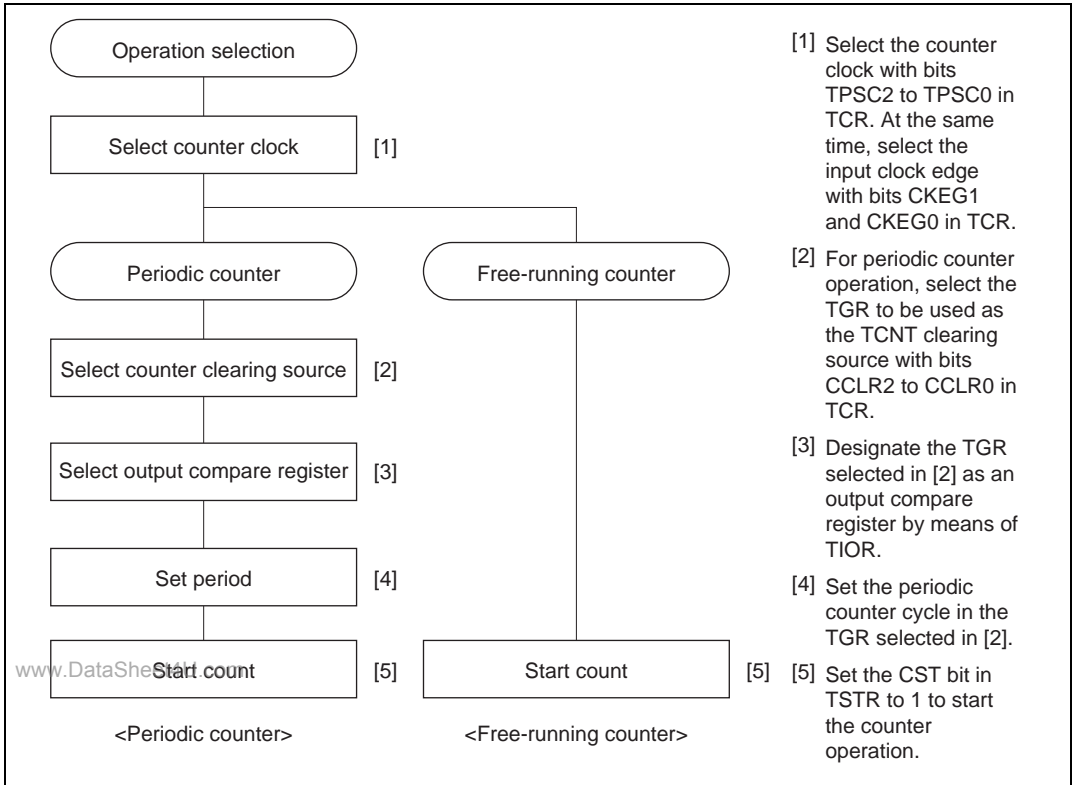 Operation selection
Select counter clock [1]
Periodic counter
Free-running counter
Select counter clearing source [2]
Select output compare register [3]
Set period [4]
www.DataSheet4U.com
Start count [5]
Start count [5]
<Periodic counter>
<Free-running counter>
[1] Select the counter
clock with bits
TPSC2 to TPSC0 in
TCR. At the same
time, select the
input clock edge
with bits CKEG1
and CKEG0 in TCR.
[2] For periodic counter
operation, select the
TGR to be used as
the TCNT clearing
source with bits
CCLR2 to CCLR0 in
TCR.
[3] Designate the TGR
selected in [2] as an
output compare
register by means of
TIOR.
[4] Set the periodic
counter cycle in the
TGR selected in [2].
[5] Set the CST bit in
TSTR to 1 to start
the counter
operation.